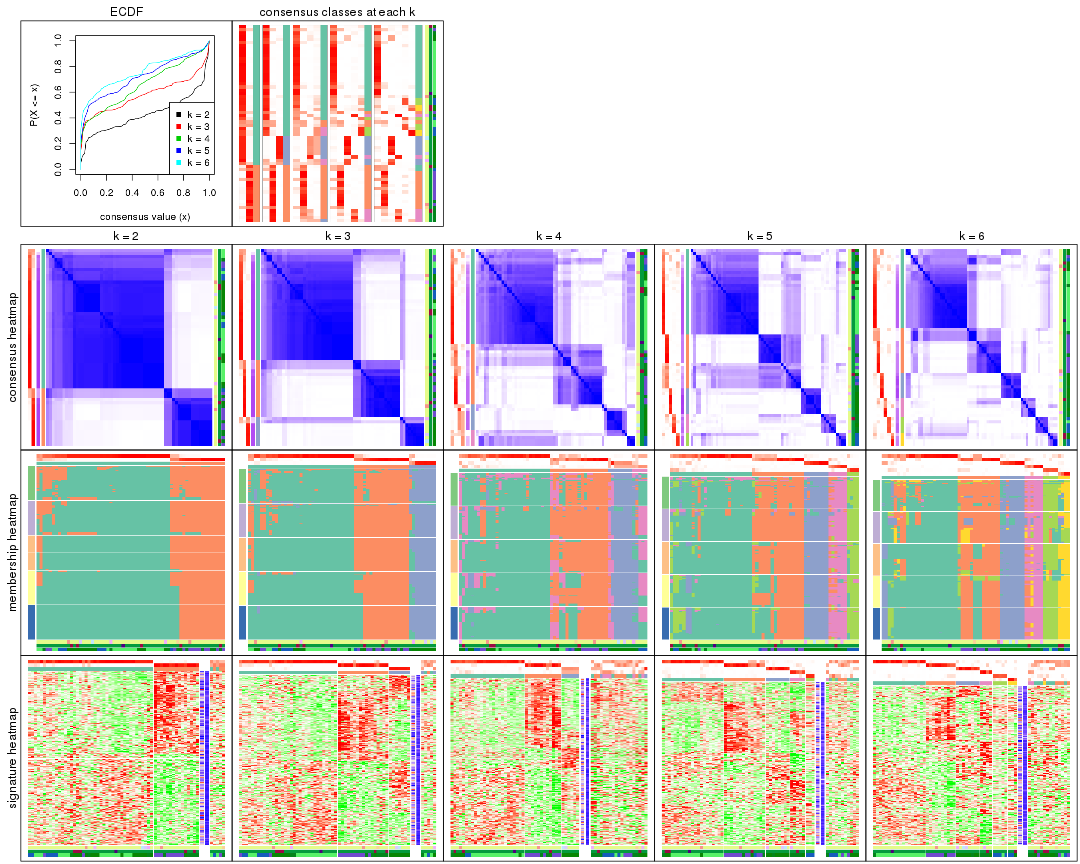 ECDF
consensus classes at each k
P(X <= x)
1.0
0.8
0.6
0.4
0.2
0.0
k = 2
k = 3
k = 4
k = 5
k = 6
0.0 0.2 0.4 0.6 0.8 1.0
consensus value (x)
k = 2
k = 3
k = 4
k = 5
k = 6
consensus heatmap
membership heatmap
signature heatmap